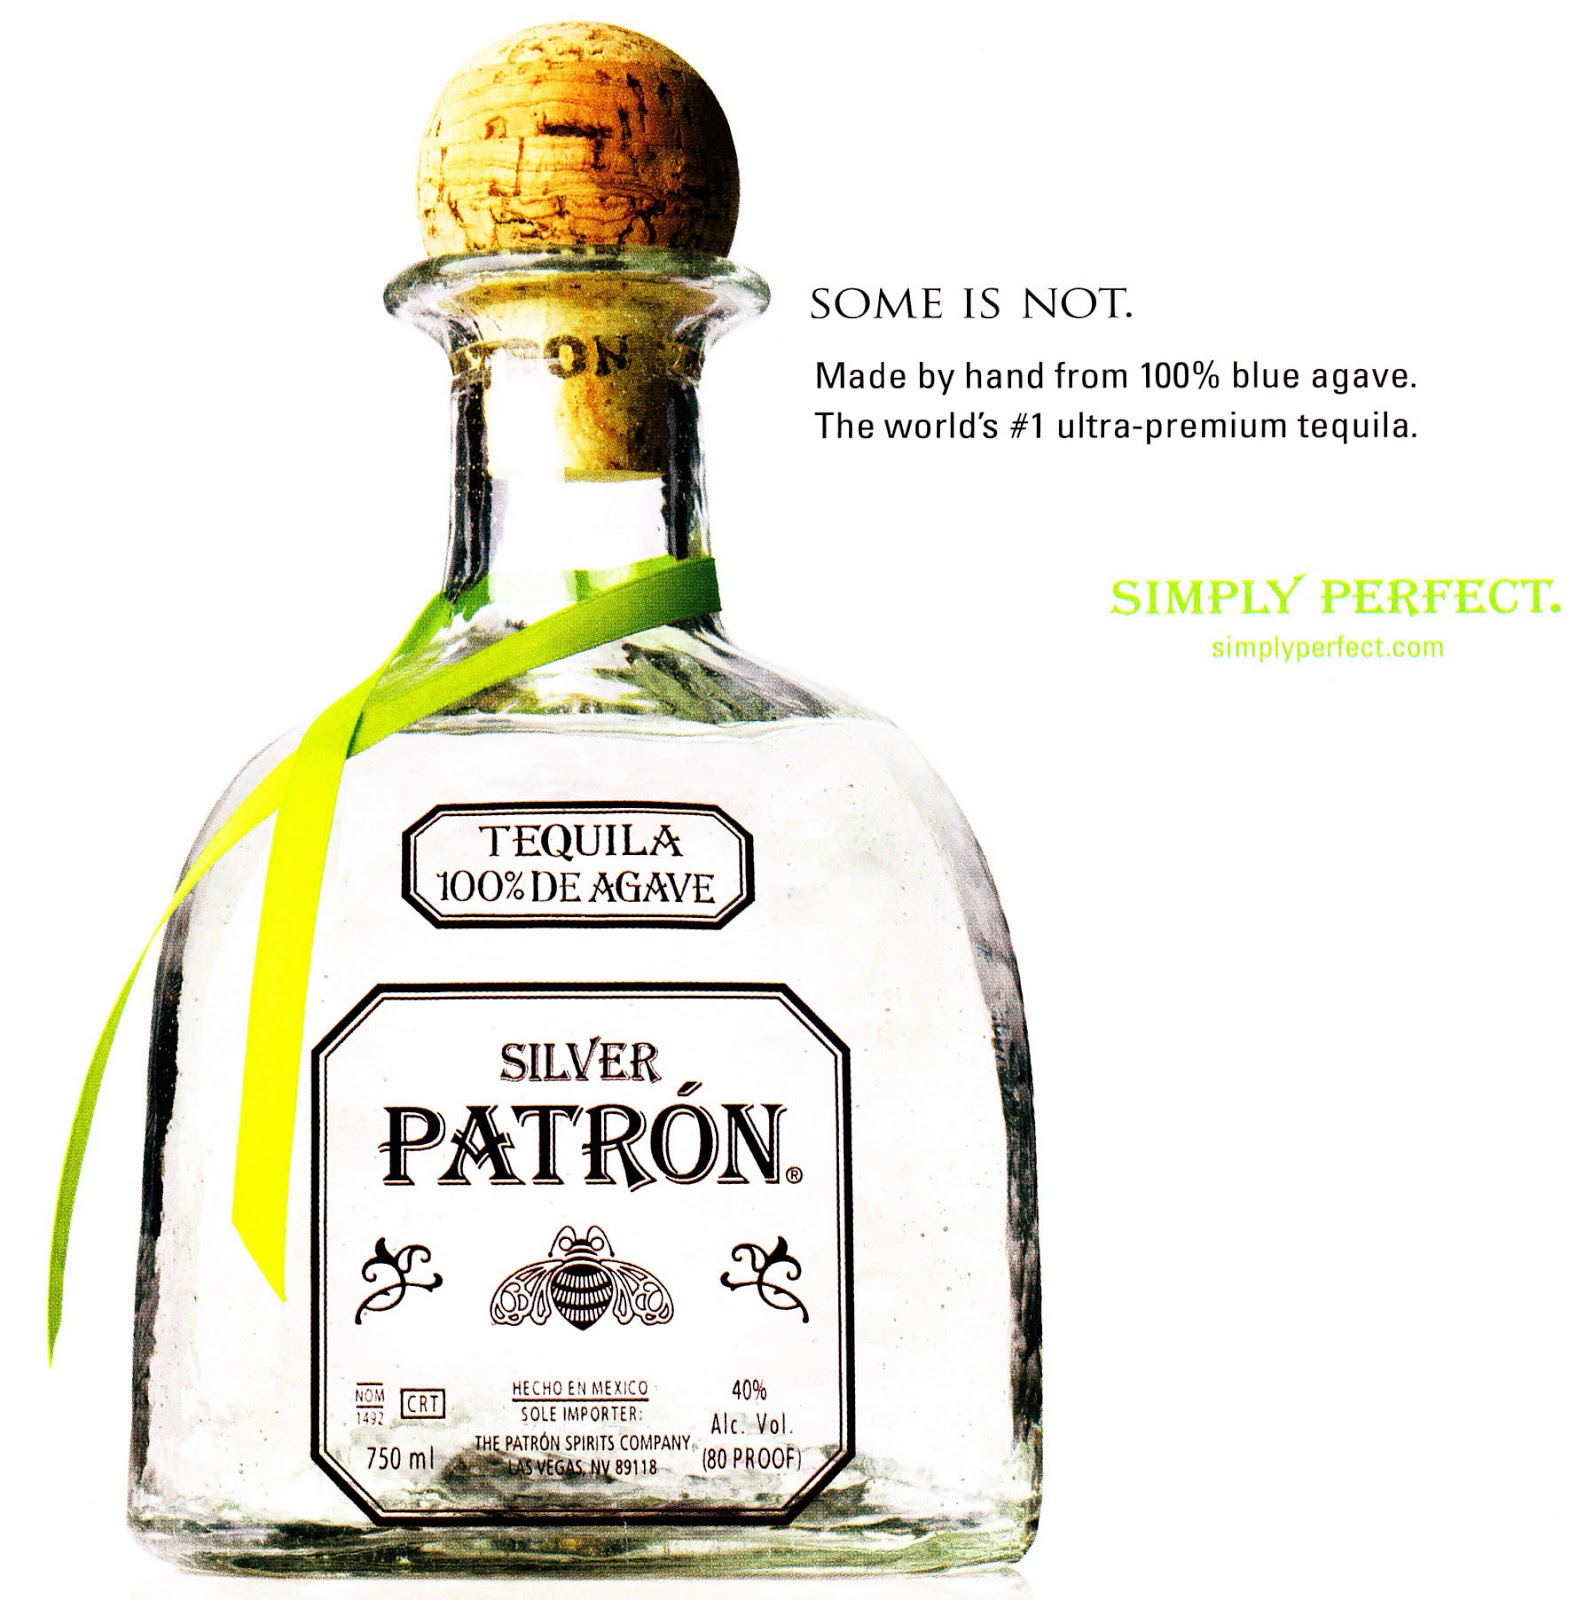 SOME IS NOT.
Made by hand from 100% blue agave.
The world's #1 ultra-premium tequila.
SIMPLY PERFECT.
simplyperfect.com
ON
TEQUILA
100% DE AGAVE
SILVER
PATRÓN®
NOM
1492
CRT
750 ml
HECHO EN MEXICO
SOLE IMPORTER:
THE PATRÓN SPIRITS COMPANY
LAS VEGAS, NV 89118
40%
Alc. Vol.
(80 PROOF)